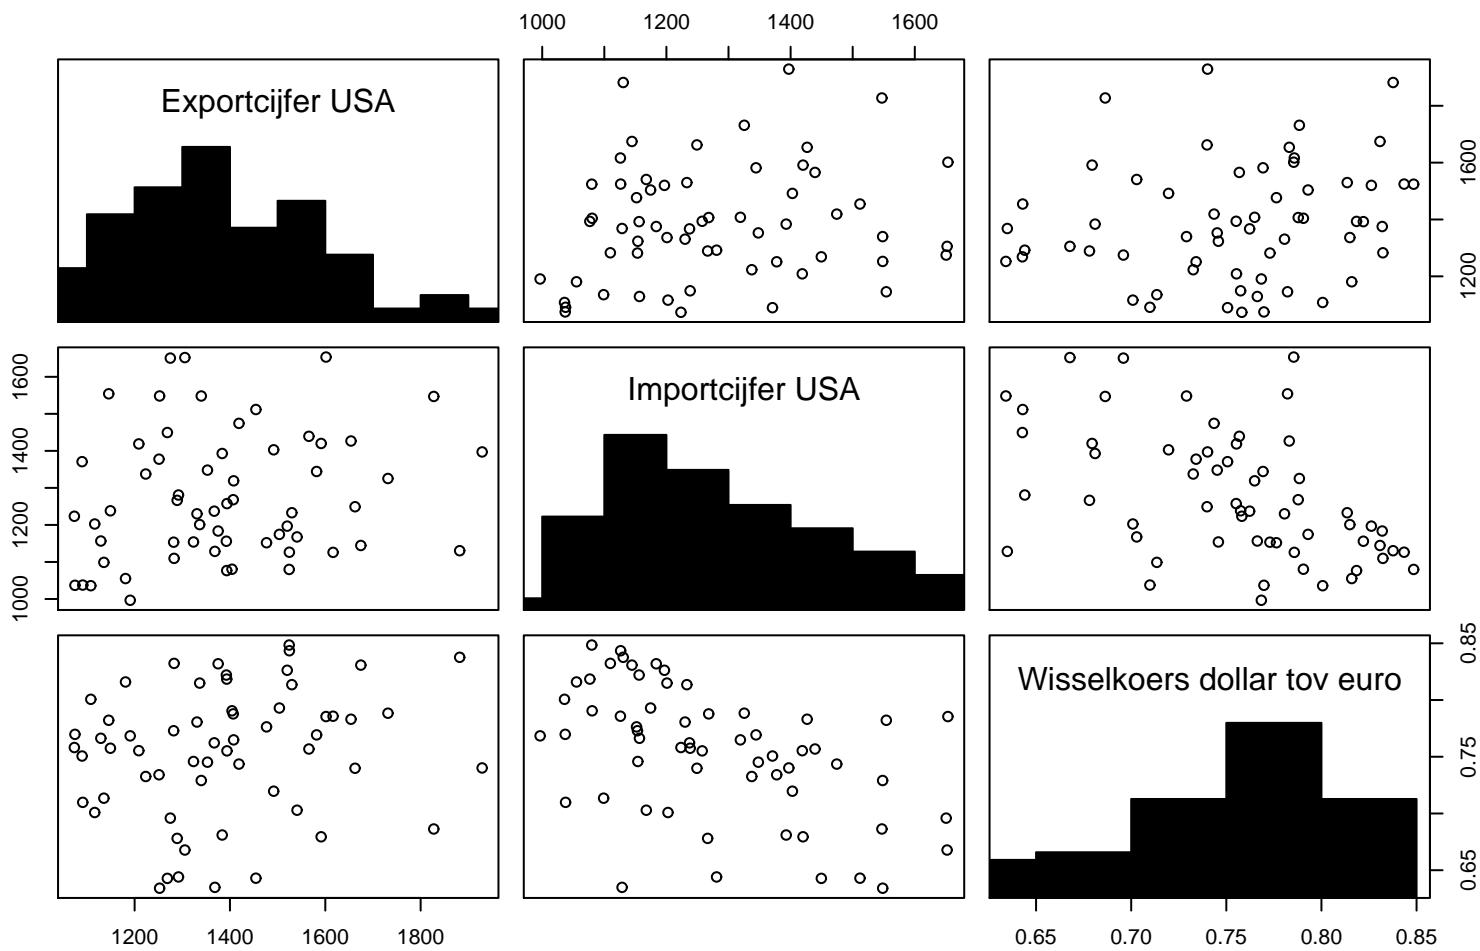 1000 1200 1400 1600
Exportcijfer USA
1200 1600
1000 1200 1400 1600
Importcijfer USA
Wisselkoers dollar tov euro
0.65 0.75 0.85
1200 1400 1600 1800
0.65 0.70 0.75 0.80 0.85